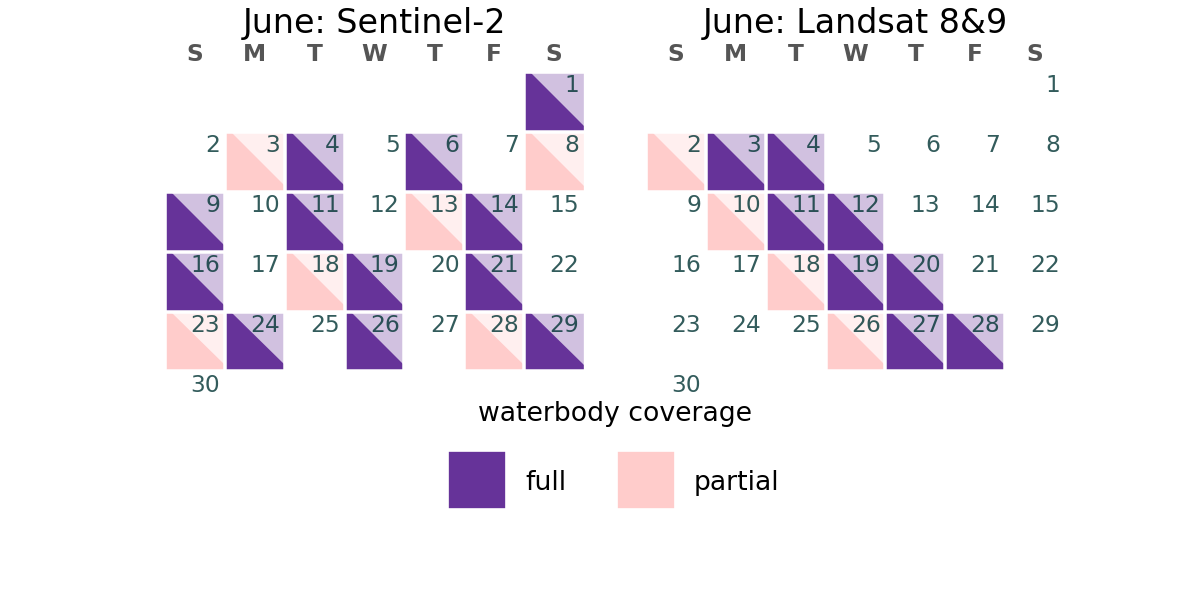 June: Sentinel-2
S M T W T F S
1
2 3 4 5 6 7 8
9 10 11 12 13 14 15
16 17 18 19 20 21 22
23 24 25 26 27 28 29
30
June: Landsat 8&9
S M T W T F S
1
2 3 4 5 6 7 8
9 10 11 12 13 14 15
16 17 18 19 20 21 22
23 24 25 26 27 28 29
30
waterbody coverage
full
partial